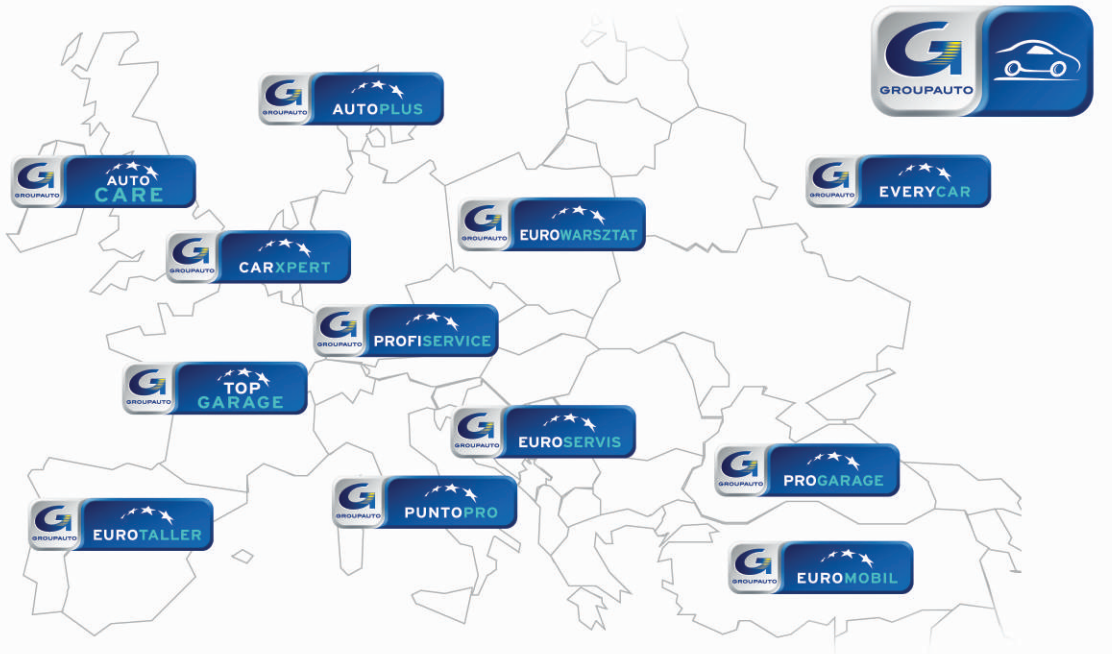 GROUPAUTO
GROUPAUTO
AUTOPLUS
GROUPAUTO
AUTO
CARE
GROUPAUTO
EVERYCAR
GROUPAUTO
EUROWARSZTAT
GROUPAUTO
CARXPERT
GROUPAUTO
PROFISERVICE
GROUPAUTO
TOP
GARAGE
GROUPAUTO
EUROSERVIS
GROUPAUTO
PROGARAGE
GROUPAUTO
PUNTOPRO
GROUPAUTO
EUROTALLER
GROUPAUTO
EUROMOBIL